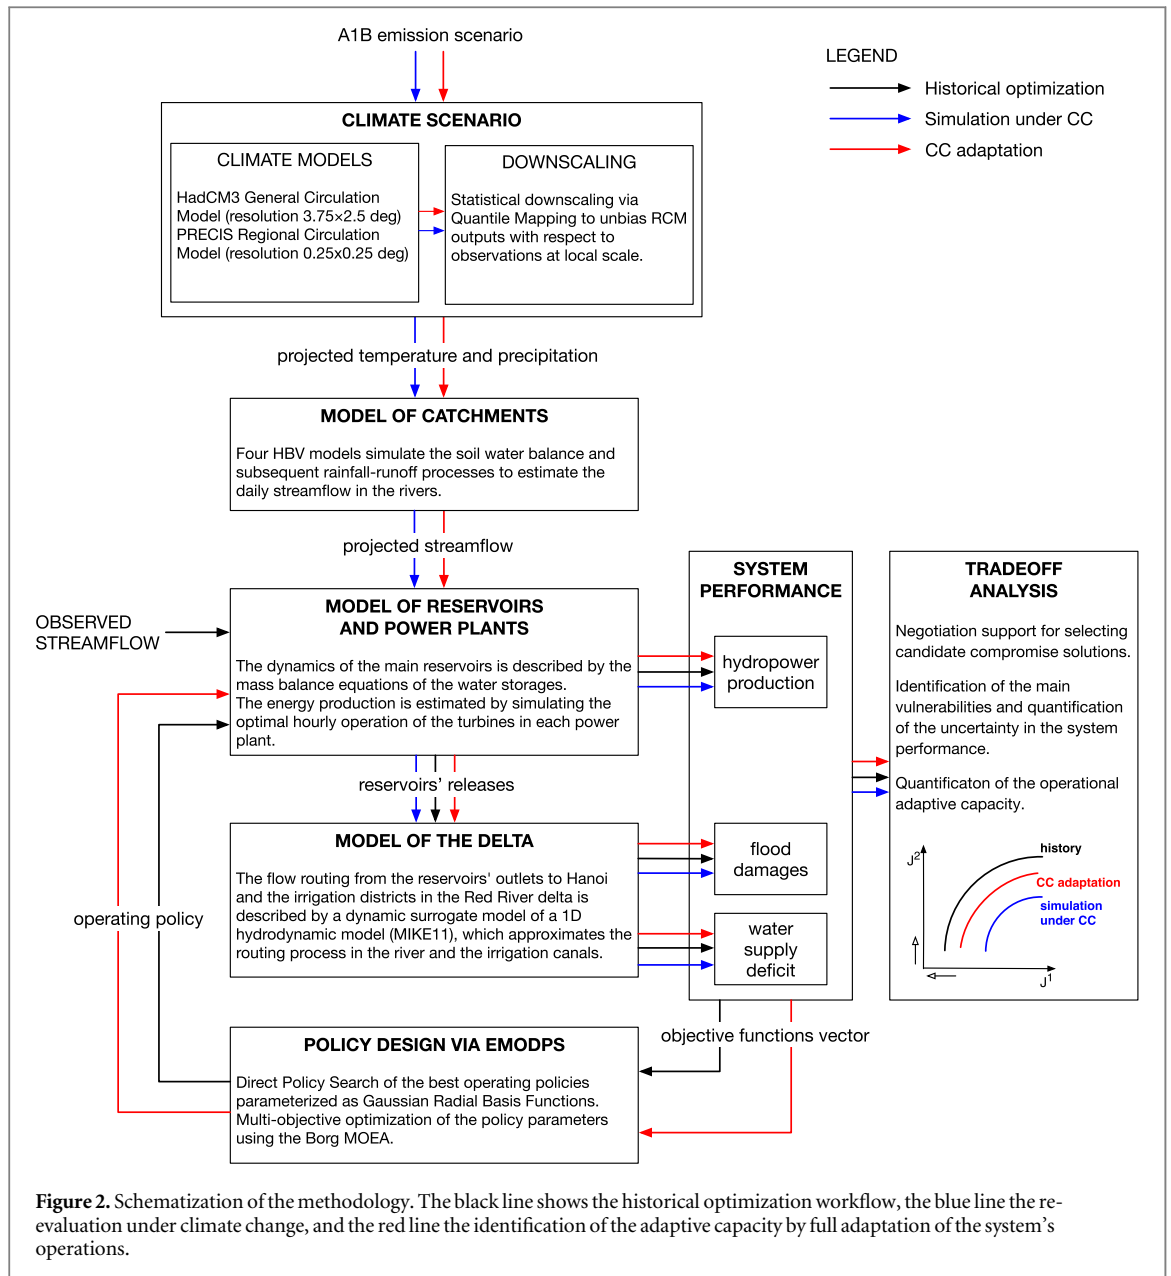 A1B emission scenario
LEGEND
Historical optimization
Simulation under CC
CC adaptation
CLIMATE SCENARIO
CLIMATE MODELS
HadCM3 General Circulation
Model (resolution 3.75×2.5 deg)
PRECIS Regional Circulation
Model (resolution 0.25x0.25 deg)
DOWNSCALING
Statistical downscaling via
Quantile Mapping to unbias RCM
outputs with respect to
observations at local scale.
projected temperature and precipitation
MODEL OF CATCHMENTS
Four HBV models simulate the soil water balance and
subsequent rainfall-runoff processes to estimate the
daily streamflow in the rivers.
projected streamflow
OBSERVED
STREAMFLOW
MODEL OF RESERVOIRS
AND POWER PLANTS
The dynamics of the main reservoirs is described by the
mass balance equations of the water storages.
The energy production is estimated by simulating the
optimal hourly operation of the turbines in each power
plant.
reservoirs' releases
MODEL OF THE DELTA
The flow routing from the reservoirs' outlets to Hanoi
and the irrigation districts in the Red River delta is
described by a dynamic surrogate model of a 1D
hydrodynamic model (MIKE11), which approximates the
routing process in the river and the irrigation canals.
operating policy
SYSTEM
PERFORMANCE
hydropower
production
flood
damages
water
supply
deficit
TRADEOFF
ANALYSIS
Negotiation support for selecting
candidate compromise solutions.
Identification of the main
vulnerabilities and quantification
of the uncertainty in the system
performance.
Quantificaton of the operational
adaptive capacity.
J²
history
CC adaptation
simulation
under CC
J¹
objective functions vector
POLICY DESIGN VIA EMODPS
Direct Policy Search of the best operating policies
parameterized as Gaussian Radial Basis Functions.
Multi-objective optimization of the policy parameters
using the Borg MOEA.
Figure 2. Schematization of the methodology. The black line shows the historical optimization workflow, the blue line the re-
evaluation under climate change, and the red line the identification of the adaptive capacity by full adaptation of the system's
operations.